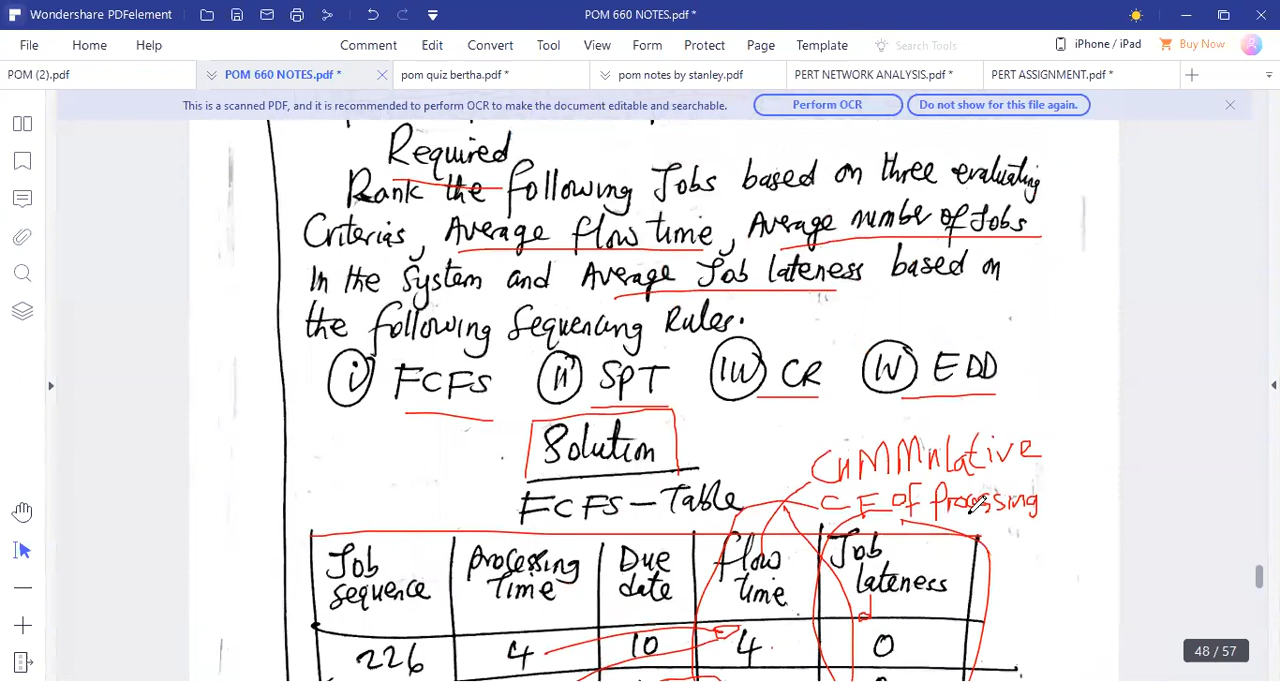 Wondershare PDFelement
POM 660 NOTES.pdf *
File Home Help Comment Edit Convert Tool View Form Protect Page Template Search Tools iPhone / iPad Buy Now
POM (2).pdf POM 660 NOTES.pdf * pom quiz bertha.pdf * pom notes by stanley.pdf PERT NETWORK ANALYSIS.pdf * PERT ASSIGNMENT.pdf *
This is a scanned PDF, and it is recommended to perform OCR to make the document editable and searchable. Perform OCR Do not show for this file again.
Required
Rank the following Jobs based on three evaluating
Criterias, Average flow time, Average number of Jobs
In the System and Average Job lateness based on
the following Sequencing Rules.
(i) FCFS (ii) SPT (iii) CR (iv) EDD
Solution
CUMMulative
FCFS - Table
C F of Processing
Job sequence Processing Time Due date Flow time Job lateness
226 4 10 4 0
48 / 57